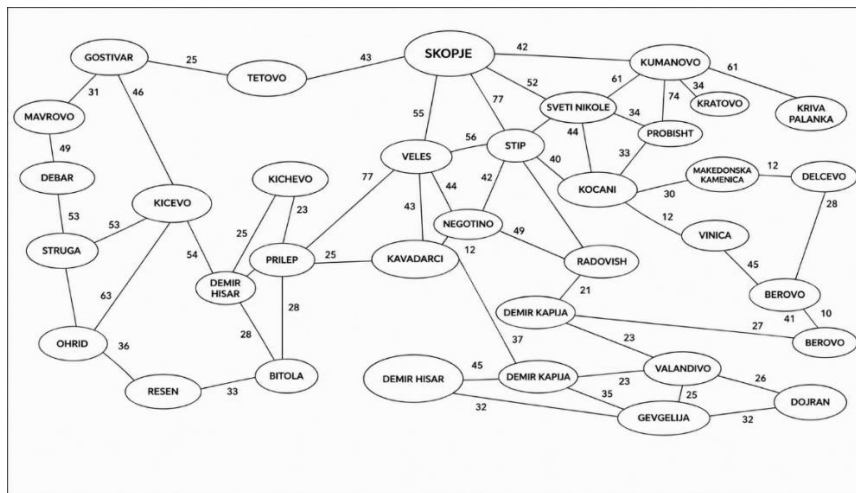 SKOPJE
42
GOSTIVAR
25
43
KUMANOVO
TETOVO
61
31
46
52
61
34
77
74
KRATOVO
MAVROVO
SVETI NIKOLE
KRIVA
PALANKA
55
34
49
44
PROBISHT
56
STIP
VELES
33
DEBAR
KICHEVO
40
MAKEDONSKA
KAMENICA
12
DELCEVO
77
44
42
KOCANI
30
53
KICEVO
23
28
53
43
NEGOTINO
12
25
49
VINICA
STRUGA
54
PRILEP
25
KAVADARCI
12
RADOVISH
45
DEMIR
HISAR
21
BEROVO
63
28
DEMIR KAPIJA
41
10
28
27
OHRID
37
23
BEROVO
36
BITOLA
45
VALANDIVO
DEMIR HISAR
DEMIR KAPIJA
23
26
RESEN
33
25
35
DOJRAN
32
GEVGELIJA
32